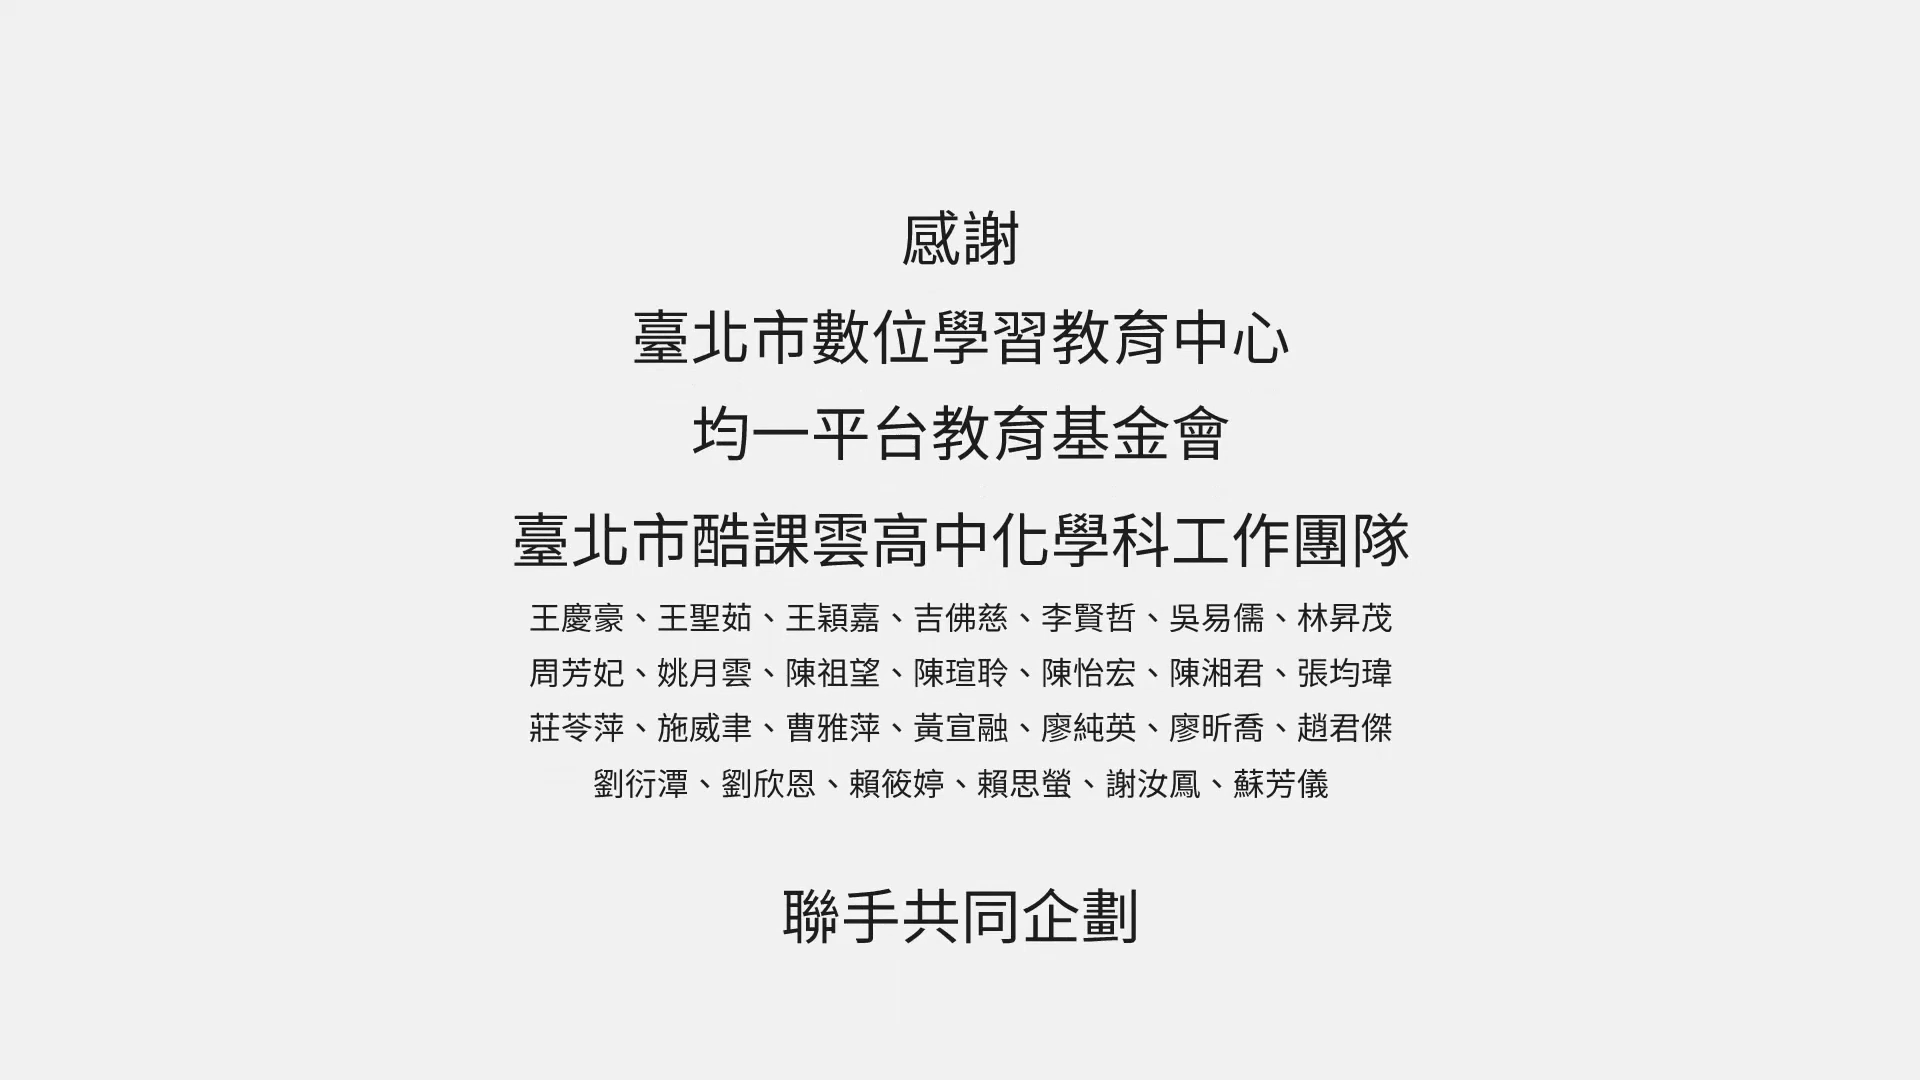 感謝
臺北市數位學習教育中心
均一平台教育基金會
臺北市酷課雲高中化學科工作團隊
王慶豪、王聖茹、王穎嘉、吉佛慈、李賢哲、吳易儒、林昇茂
周芳妃、姚月雲、陳祖望、陳瑄聆、陳怡宏、陳湘君、張均瑋
莊苓萍、施威聿、曹雅萍、黃宣融、廖純英、廖昕喬、趙君傑
劉衍潭、劉欣恩、賴筱婷、賴思螢、謝汝鳳、蘇芳儀
聯手共同企劃